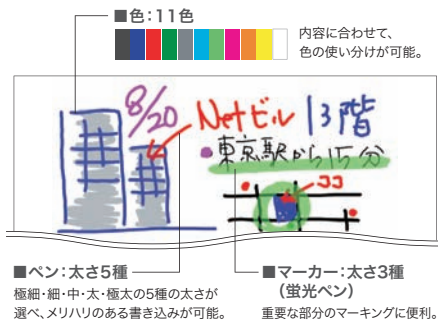 ■色：11色
内容に合わせて、
色の使い分けが可能。
8/20
Netビル 13階
●東京駅から15分
ココ
■ペン：太さ5種
極細・細・中・太・極太の5種の太さが
選べ、メリハリのある書き込みが可能。
■マーカー：太さ3種
（蛍光ペン）
重要な部分のマーキングに便利。